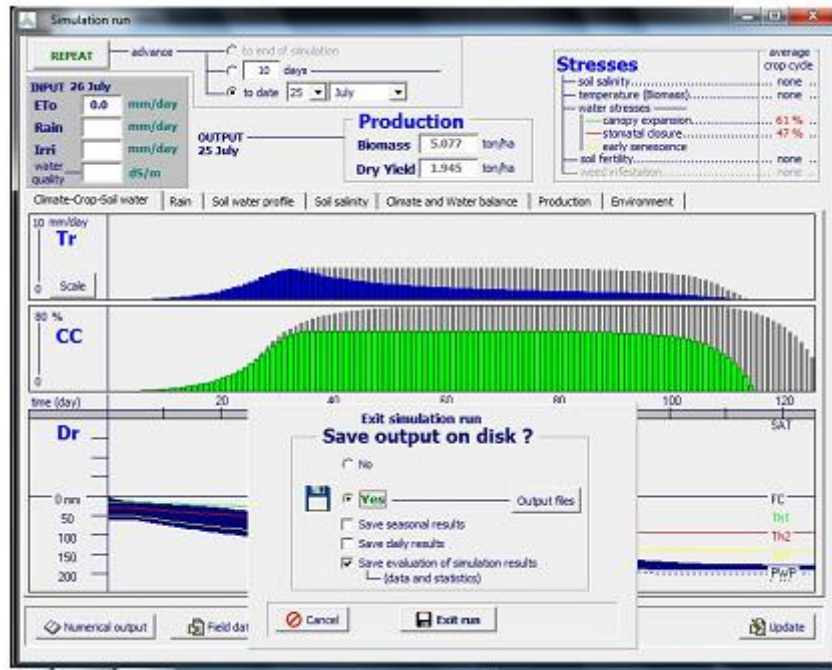 Simulation run
REPEAT
advance
to end of simulation
10 days
to date 25 July
INPUT 26 July
ETo 0.0 mm/day
Rain mm/day
Irri mm/day
water quality dS/m
OUTPUT
25 July
Production
Biomass 5.077 ton/ha
Dry Yield 1.945 ton/ha
Stresses
average
crop cycle
soil salinity none
temperature (Biomass) none
water stresses
canopy expansion 61 %
stomatal closure 47 %
early senescence
soil fertility none
weed infestation none
Climate-Crop-Soil water Rain Soil water profile Soil salinity Climate and Water balance Production Environment
10 mm/day
Tr
0 Scale
80 %
CC
0
time (day) 20 40 60 80 100 120
Dr
SAT
0 mm
50
100
150
200
FC
Th1
Th2
PWP
Exit simulation run
Save output on disk ?
No
Yes
Output files
Save seasonal results
Save daily results
Save evaluation of simulation results
(data and statistics)
Cancel
Exit run
Numerical output
Field dat
Update